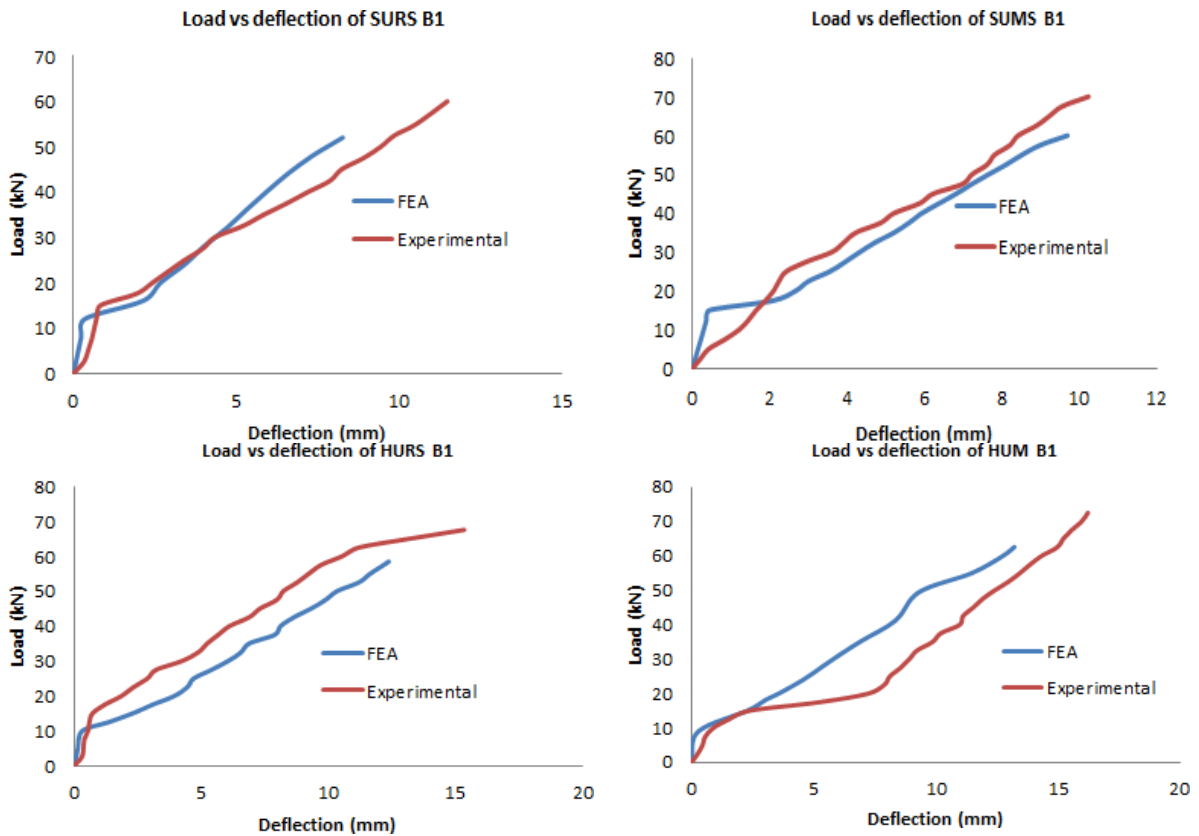 Load vs deflection of SURS B1
70
60
50
40
30
20
10
0
Load (kN)
FEA
Experimental
0 5 10 15
Deflection (mm)
Load vs deflection of SUMS B1
80
70
60
50
40
30
20
10
0
Load (kN)
FEA
Experimental
0 2 4 6 8 10 12
Deflection (mm)
Load vs deflection of HURS B1
80
70
60
50
40
30
20
10
0
Load (kN)
FEA
Experimental
0 5 10 15 20
Deflection (mm)
Load vs deflection of HUM B1
80
70
60
50
40
30
20
10
0
Load (kN)
FEA
Experimental
0 5 10 15 20
Deflection (mm)